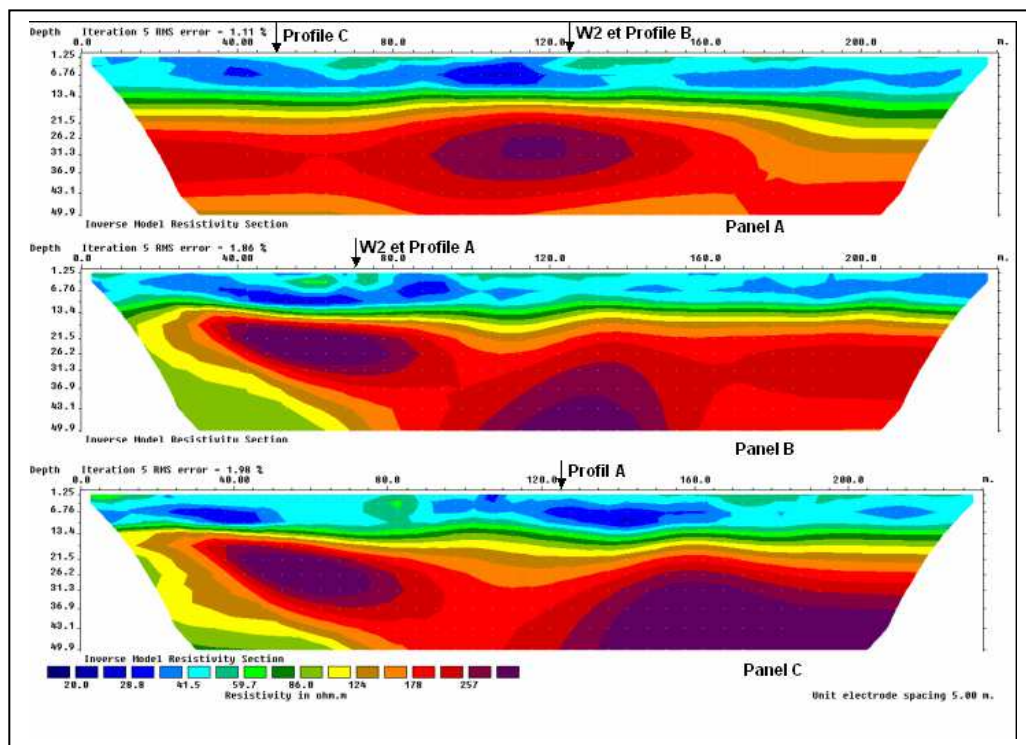 Profile C
W2 et Profile B
Depth Iteration 5 RMS error - 1.11 %
0.0 40.00 80.0 120.0 160.0 200.0 m.
1.25
6.76
13.4
21.5
26.2
31.3
36.9
43.1
49.9
Inverse Model Resistivity Section
Panel A
W2 et Profile A
Depth Iteration 5 RMS error - 1.86 %
0.0 40.00 80.0 120.0 160.0 200.0 m.
1.25
6.76
13.4
21.5
26.2
31.3
36.9
43.1
49.9
Inverse Model Resistivity Section
Panel B
Profil A
Depth Iteration 5 RMS error - 1.98 %
0.0 40.00 80.0 120.0 160.0 200.0 m.
1.25
6.76
13.4
21.5
26.2
31.3
36.9
43.1
49.9
Inverse Model Resistivity Section
Panel C
20.0 28.8 41.5 59.7 86.0 124 178 257
Resistivity in ohm.m
Unit electrode spacing 5.00 m.